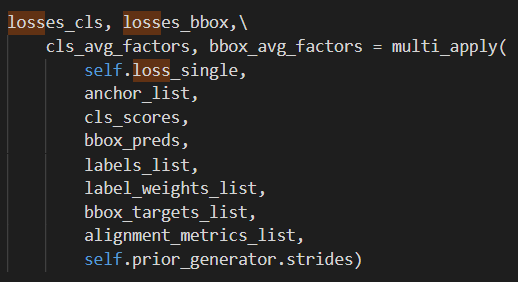 losses_cls, losses_bbox,\
    cls_avg_factors, bbox_avg_factors = multi_apply(
        self.loss_single,
        anchor_list,
        cls_scores,
        bbox_preds,
        labels_list,
        label_weights_list,
        bbox_targets_list,
        alignment_metrics_list,
        self.prior_generator.strides)